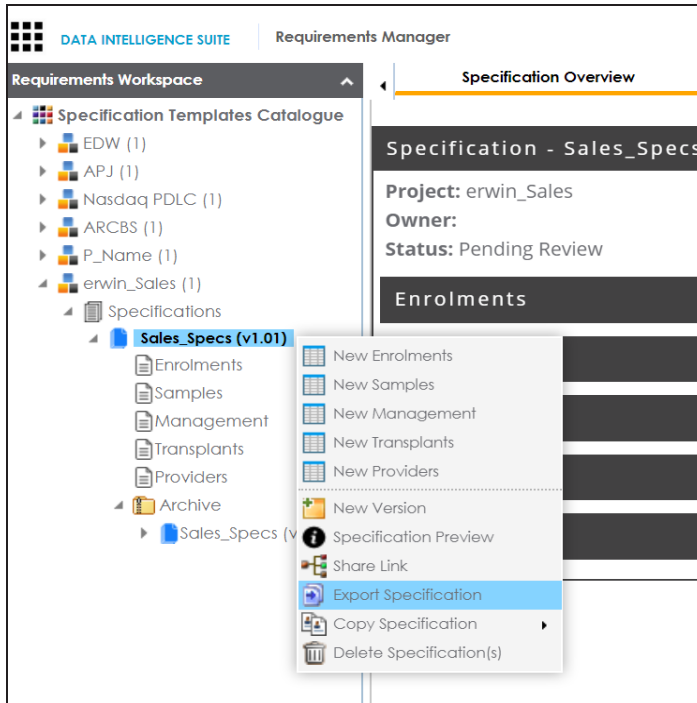 DATA INTELLIGENCE SUITE Requirements Manager
Requirements Workspace
Specification Overview
Specification Templates Catalogue
EDW (1)
APJ (1)
Nasdaq PDLC (1)
ARCBS (1)
P_Name (1)
erwin_Sales (1)
Specifications
Sales_Specs (v1.01)
Enrolments
Samples
Management
Transplants
Providers
Archive
Sales_Specs (v
New Enrolments
New Samples
New Management
New Transplants
New Providers
New Version
Specification Preview
Share Link
Export Specification
Copy Specification
Delete Specification(s)
Specification - Sales_Specs
Project: erwin_Sales
Owner:
Status: Pending Review
Enrolments